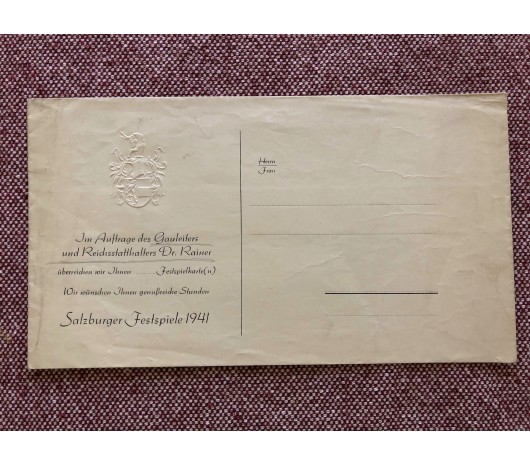 Im Auftrage des Gauleiters
und Reichsstatthalters Dr. Rainer
überreichen wir Ihnen ........ Festspielkarte(n)
Wir wünschen Ihnen genußreiche Stunden
Salzburger Festspiele 1941
Herrn
Frau